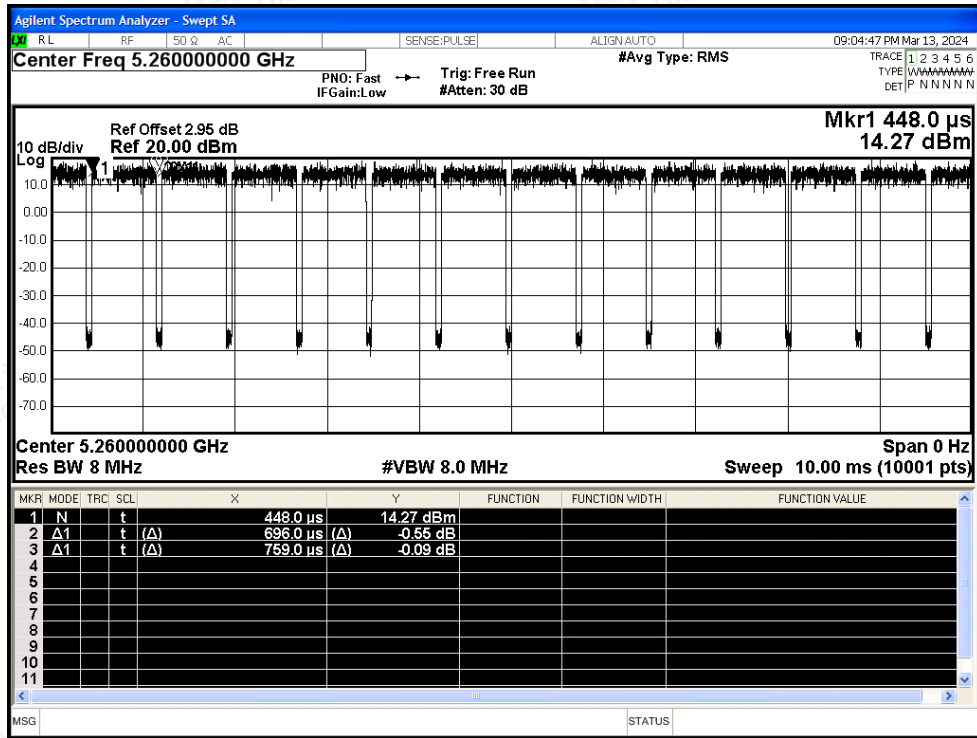 Agilent Spectrum Analyzer - Swept SA
LXI RL RF 50 Ω AC SENSE:PULSE ALIGN AUTO 09:04:47 PM Mar 13, 2024
Center Freq 5.260000000 GHz
#Avg Type: RMS
TRACE 1 2 3 4 5 6
PNO: Fast Trig: Free Run
TYPE
IFGain:Low #Atten: 30 dB
DET P N N N N N
Mkr1 448.0 µs
Ref Offset 2.95 dB
10 dB/div Ref 20.00 dBm 14.27 dBm
Log
1
10.0
0.00
-10.0
-20.0
-30.0
-40.0
-50.0
-60.0
-70.0
Center 5.260000000 GHz Span 0 Hz
Res BW 8 MHz #VBW 8.0 MHz Sweep 10.00 ms (10001 pts)
MKR MODE TRC SCL X Y FUNCTION FUNCTION WIDTH FUNCTION VALUE
1 N t 448.0 µs 14.27 dBm
2 Δ1 t (Δ) 696.0 µs (Δ) -0.55 dB
3 Δ1 t (Δ) 759.0 µs (Δ) -0.09 dB
4
5
6
7
8
9
10
11
MSG STATUS